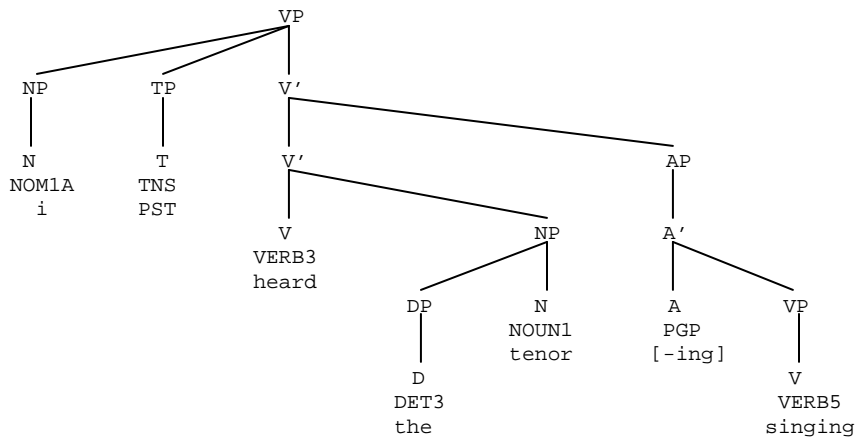 VP
NP TP V’
N T V’ AP
NOM1A TNS
i PST
V NP A’
VERB3
heard
DP N A VP
NOUN1 PGP
tenor [-ing]
D V
DET3 VERB5
the singing